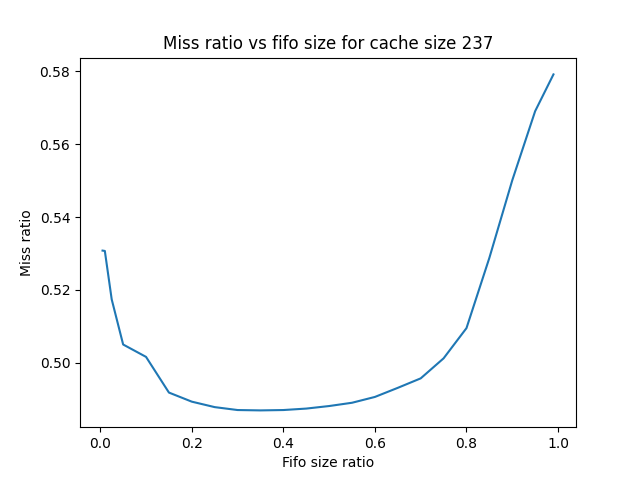 Miss ratio vs fifo size for cache size 237
0.58
0.56
0.54
0.52
0.50
Miss ratio
0.0 0.2 0.4 0.6 0.8 1.0
Fifo size ratio